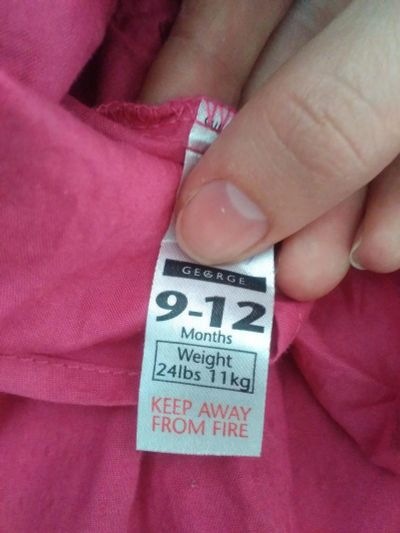 GEORGE
9-12
Months
Weight
24lbs 11kg
KEEP AWAY
FROM FIRE